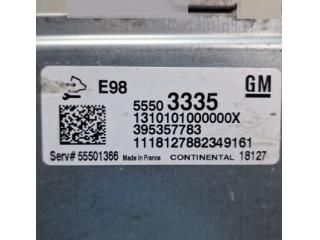 E98
GM
5550 3335
1310101000000X
395357783
1118127882349161
Serv# 55501366 Made in France CONTINENTAL 18127